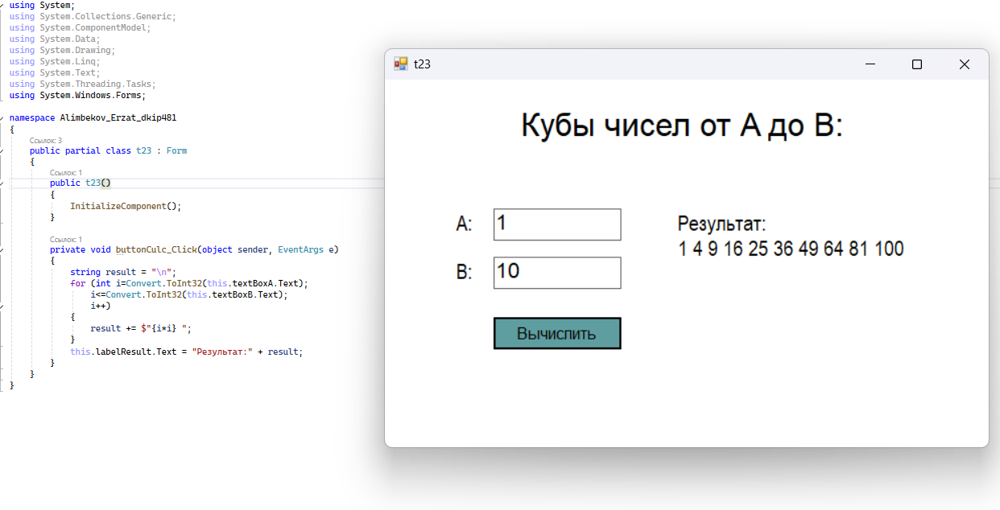 using System;
using System.Collections.Generic;
using System.ComponentModel;
using System.Data;
using System.Drawing;
using System.Linq;
using System.Text;
using System.Threading.Tasks;
using System.Windows.Forms;
namespace Alimbekov_Erzat_dkip481
{
Ссылок: 3
public partial class t23 : Form
{
Ссылок: 1
public t23()
{
InitializeComponent();
}
Ссылок: 1
private void buttonCulc_Click(object sender, EventArgs e)
{
string result = "\n";
for (int i=Convert.ToInt32(this.textBoxA.Text);
i<=Convert.ToInt32(this.textBoxB.Text);
i++)
{
result += $"{i*i} ";
}
this.labelResult.Text = "Результат:" + result;
}
}
}
t23
Кубы чисел от A до B:
A: 1
B: 10
Вычислить
Результат:
1 4 9 16 25 36 49 64 81 100